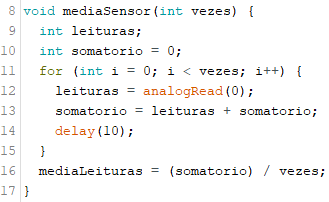 8 void mediaSensor(int vezes) {
9   int leituras;
10   int somatorio = 0;
11   for (int i = 0; i < vezes; i++) {
12     leituras = analogRead(0);
13     somatorio = leituras + somatorio;
14     delay(10);
15   }
16   mediaLeituras = (somatorio) / vezes;
17 }